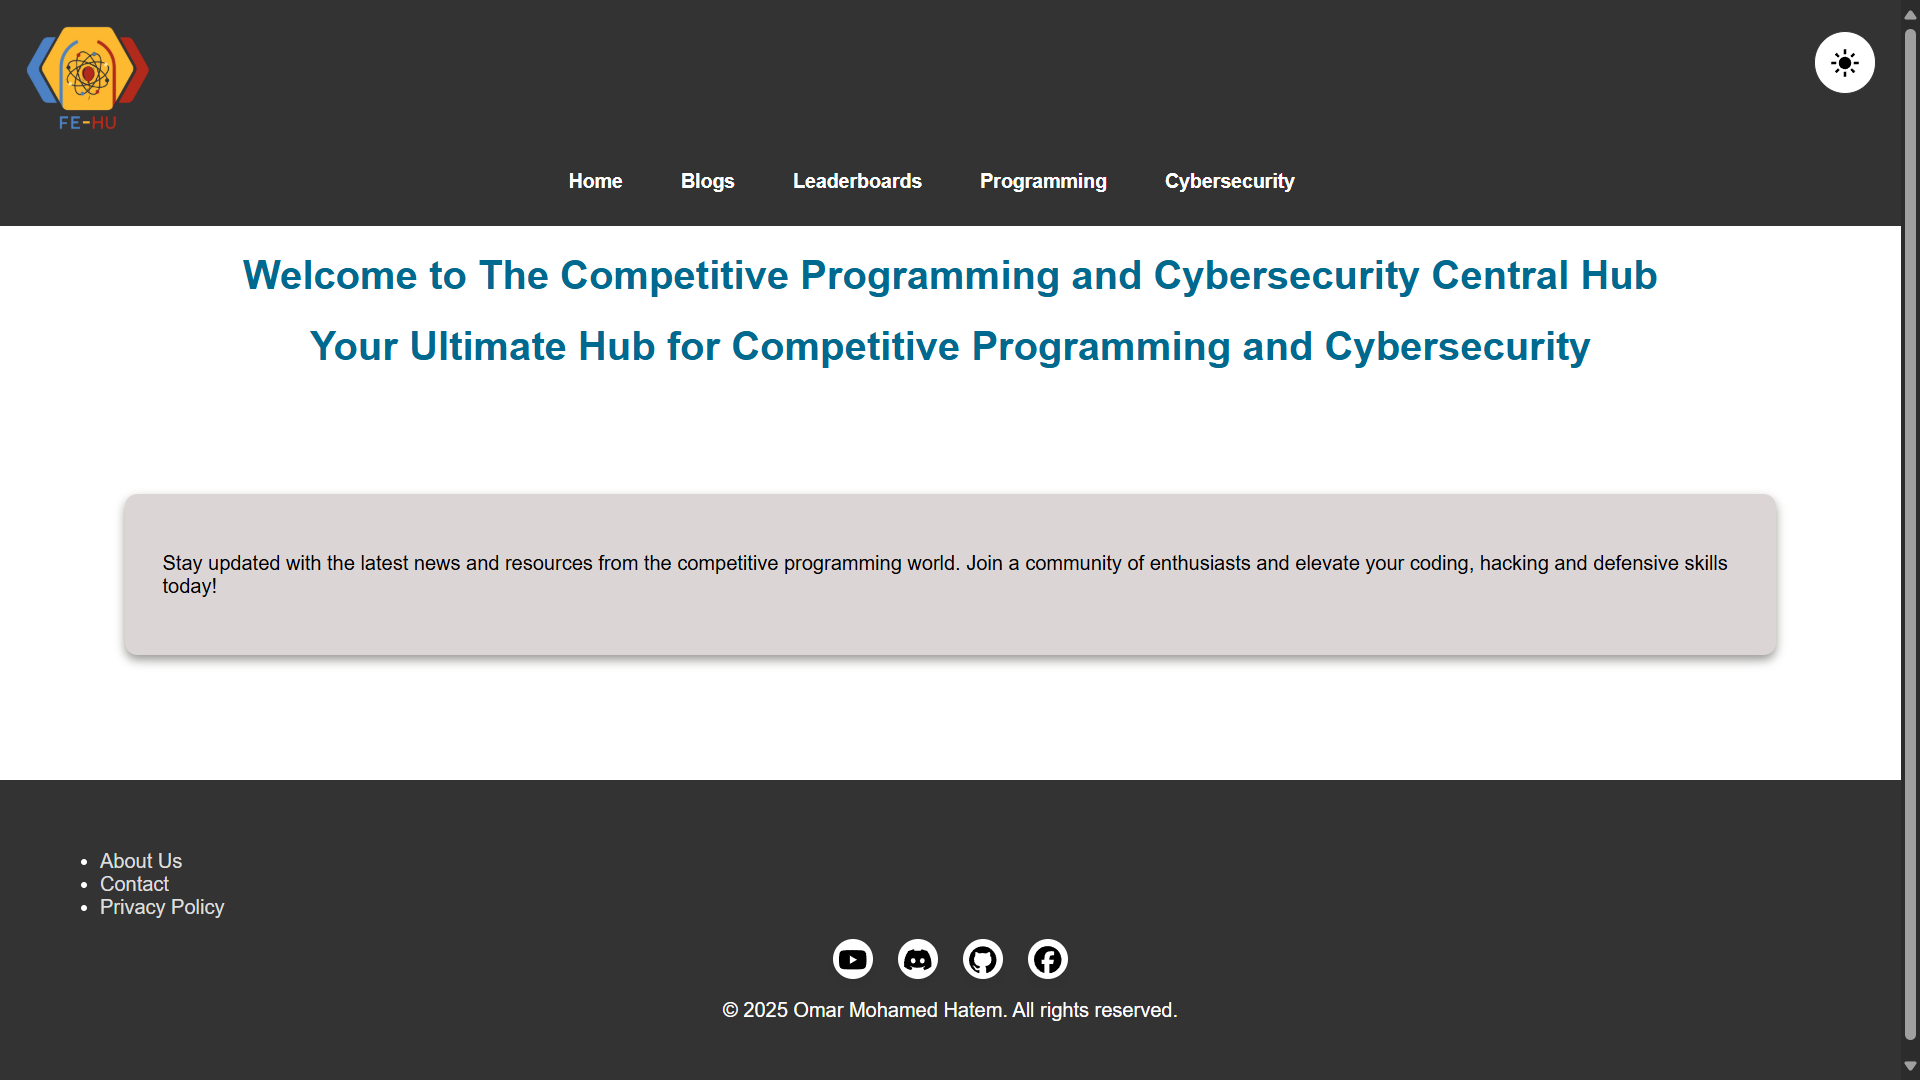 FE-HU
Home Blogs Leaderboards Programming Cybersecurity
Welcome to The Competitive Programming and Cybersecurity Central Hub
Your Ultimate Hub for Competitive Programming and Cybersecurity
Stay updated with the latest news and resources from the competitive programming world. Join a community of enthusiasts and elevate your coding, hacking and defensive skills
today!
• About Us
• Contact
• Privacy Policy
© 2025 Omar Mohamed Hatem. All rights reserved.